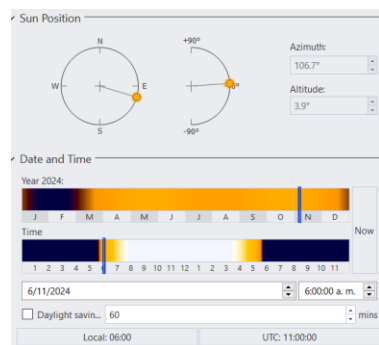 Sun Position
N
+90°
Azimuth:
106.7°
W
E
0°
Altitude:
3.9°
S
-90°
Date and Time
Year 2024:
J F M A M J J A S O N D
Time
Now
1 2 3 4 5 6 7 8 9 10 11 12 1 2 3 4 5 6 7 8 9 10 11
6/11/2024
6:00:00 a. m.
Daylight savin... 60 mins
Local: 06:00
UTC: 11:00:00